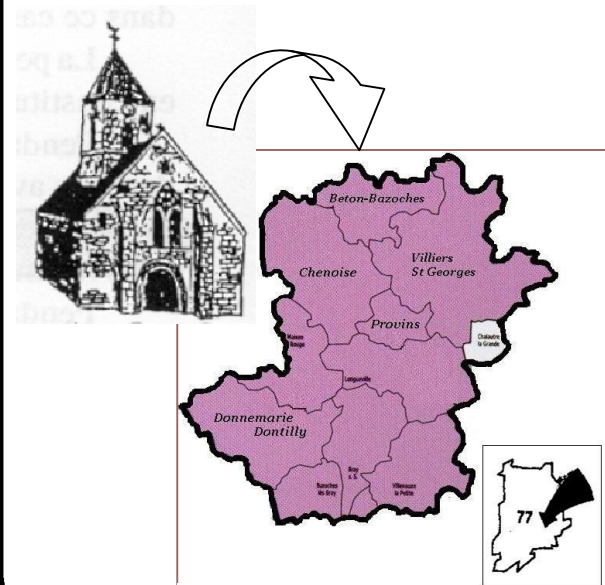 dans ce cas
La pe
Beton-Bazoches
Villiers
St Georges
Chenoise
Provins
Chalautre
la Grande
Maison
Rouge
Longueville
Donnemarie
Dontilly
Bray
s. S.
Bazoches
lès Bray
Villenauxe
la Petite
77